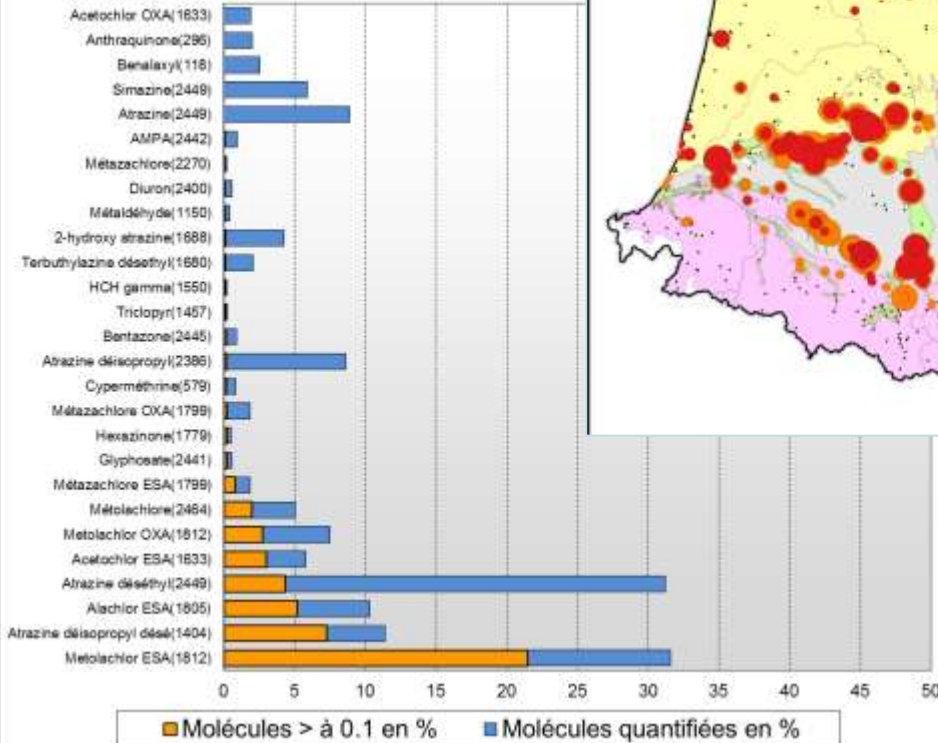 Acetochlor OXA(1633)
Anthraquinone(296)
Benalaxyl(118)
Simazine(2449)
Atrazine(2449)
AMPA(2442)
Métazachlore(2270)
Diuron(2400)
Métaldéhyde(1150)
2-hydroxy atrazine(1688)
Terbuthylazine désethyl(1680)
HCH gamma(1550)
Triclopyr(1457)
Bentazone(2445)
Atrazine déisopropyl(2386)
Cyperméthrine(579)
Métazachlore OXA(1799)
Hexazinone(1779)
Glyphosate(2441)
Métazachlore ESA(1799)
Métolachlore(2464)
Metolachlor OXA(1812)
Acetochlor ESA(1633)
Atrazine déséthyl(2449)
Alachlor ESA(1805)
Atrazine déisopropyl désé(1404)
Metolachlor ESA(1812)
0 5 10 15 20 25 30 35 40 45 50
Molécules > à 0.1 en % Molécules quantifiées en %